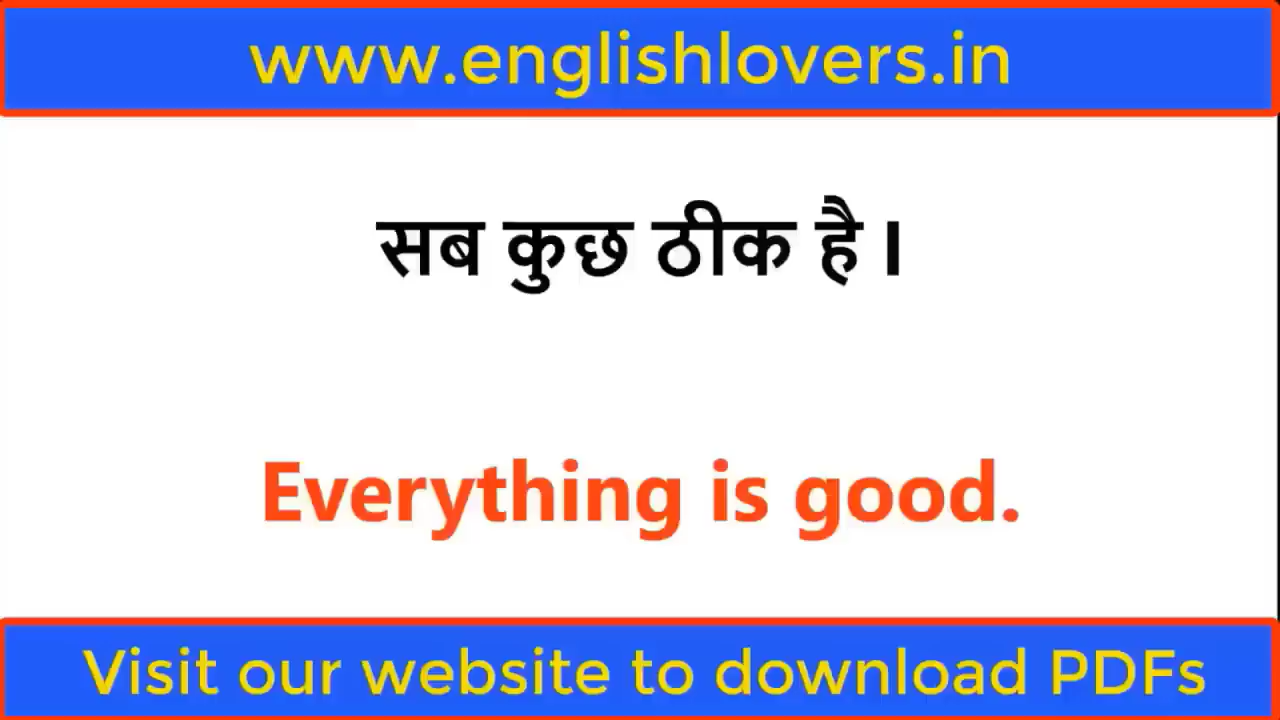 www.englishlovers.in
सब कुछ ठीक है।
Everything is good.
Visit our website to download PDFs